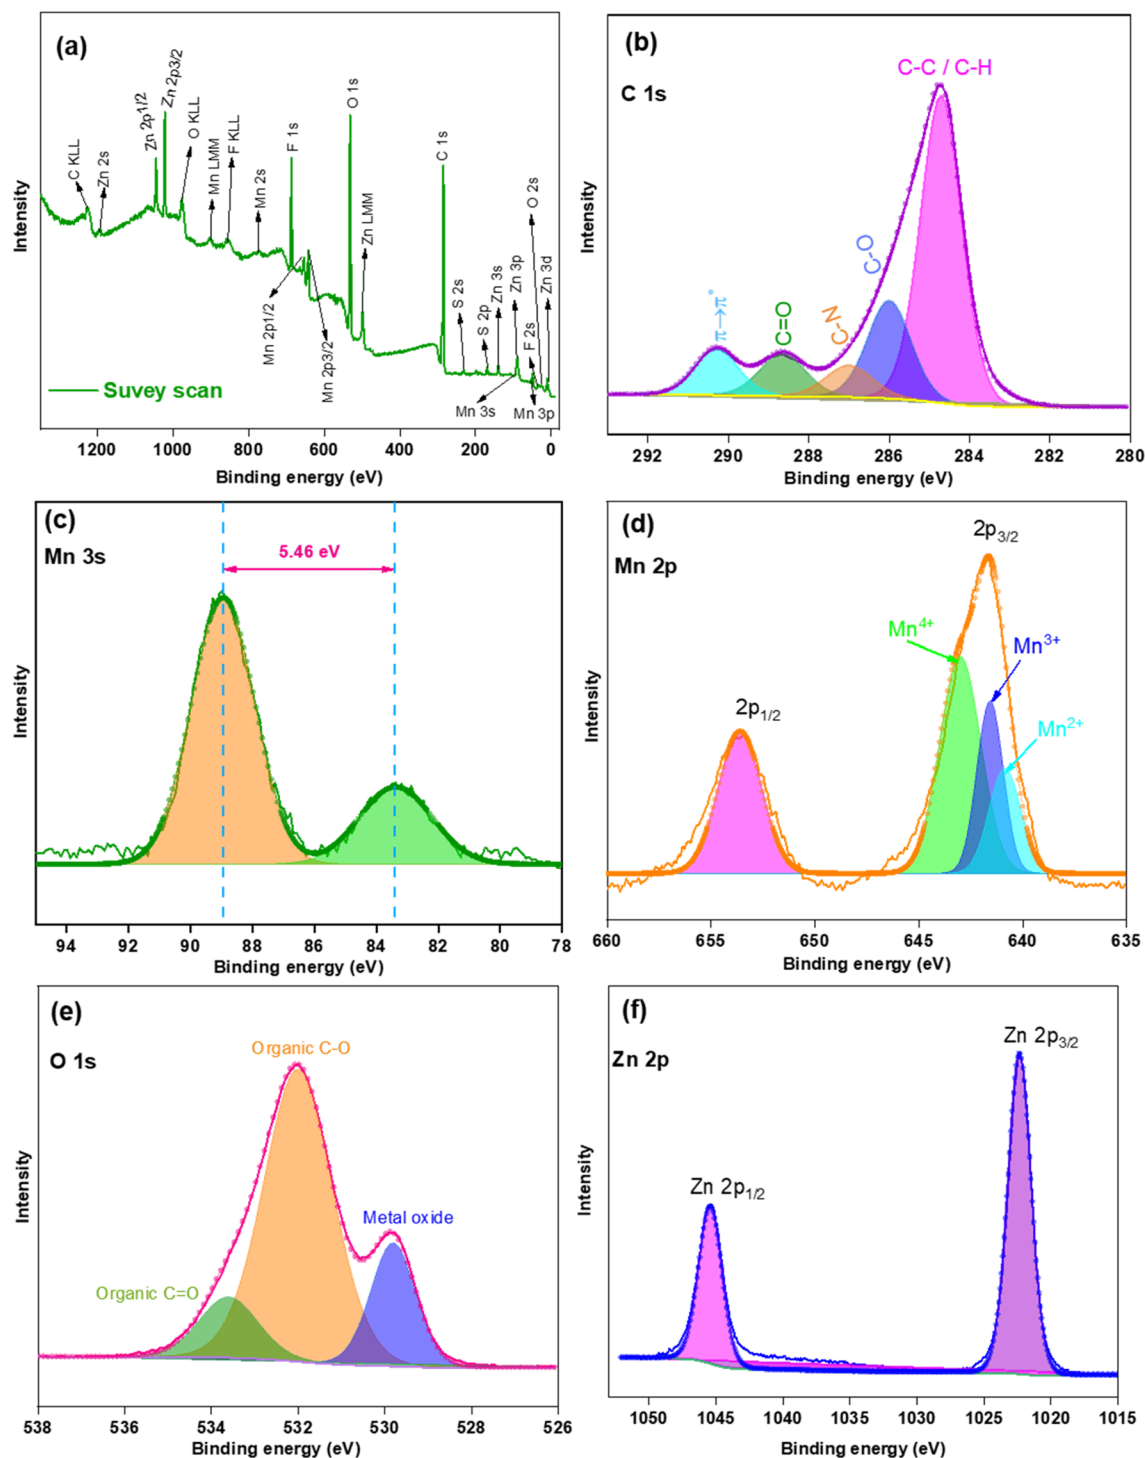 (a)
C KLL
Zn 2s
Zn 2p1/2
Zn 2p3/2
O KLL
Mn LMM
F KLL
Mn 2s
F 1s
Mn 2p1/2
Mn 2p3/2
O 1s
Zn LMM
C 1s
S 2s
S 2p
Zn 3s
Mn 3s
Zn 3p
F 2s
O 2s
Mn 3p
Zn 3d
Suvey scan
Intensity
1200 1000 800 600 400 200 0
Binding energy (eV)
(b)
C 1s
C-C / C-H
C-O
C-N
C=O
π→π*
Intensity
292 290 288 286 284 282 280
Binding energy (eV)
(c)
Mn 3s
5.46 eV
Intensity
94 92 90 88 86 84 82 80 78
Binding energy (eV)
(d)
Mn 2p
2p3/2
Mn4+
Mn3+
Mn2+
2p1/2
Intensity
660 655 650 645 640 635
Binding energy (eV)
(e)
O 1s
Organic C-O
Metal oxide
Organic C=O
Intensity
538 536 534 532 530 528 526
Binding energy (eV)
(f)
Zn 2p
Zn 2p3/2
Zn 2p1/2
Intensity
1050 1045 1040 1035 1030 1025 1020 1015
Binding energy (eV)